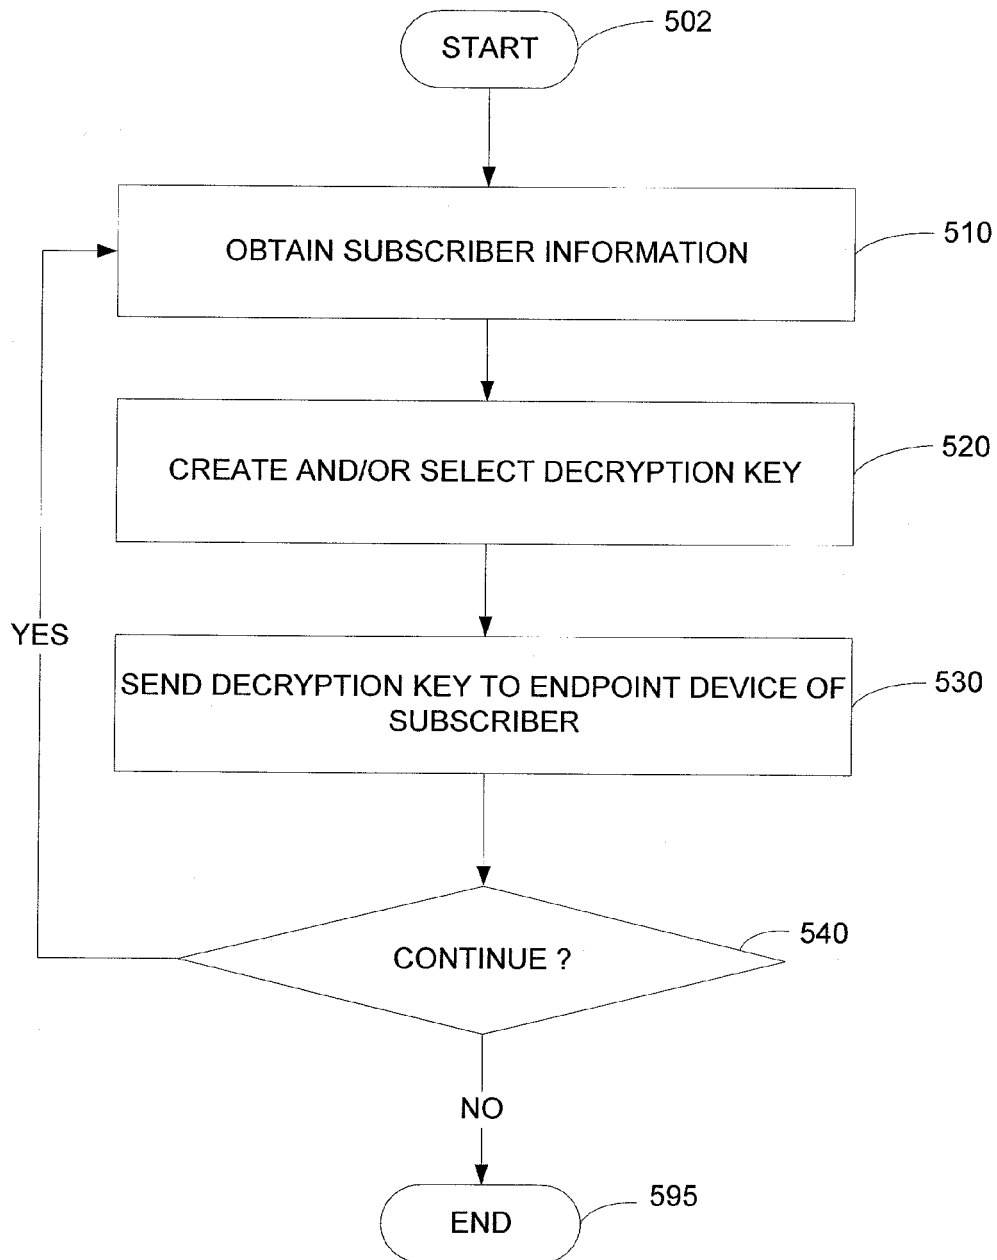 START
502
OBTAIN SUBSCRIBER INFORMATION
510
CREATE AND/OR SELECT DECRYPTION KEY
520
YES
SEND DECRYPTION KEY TO ENDPOINT DEVICE OF
SUBSCRIBER
530
CONTINUE ?
540
NO
END
595